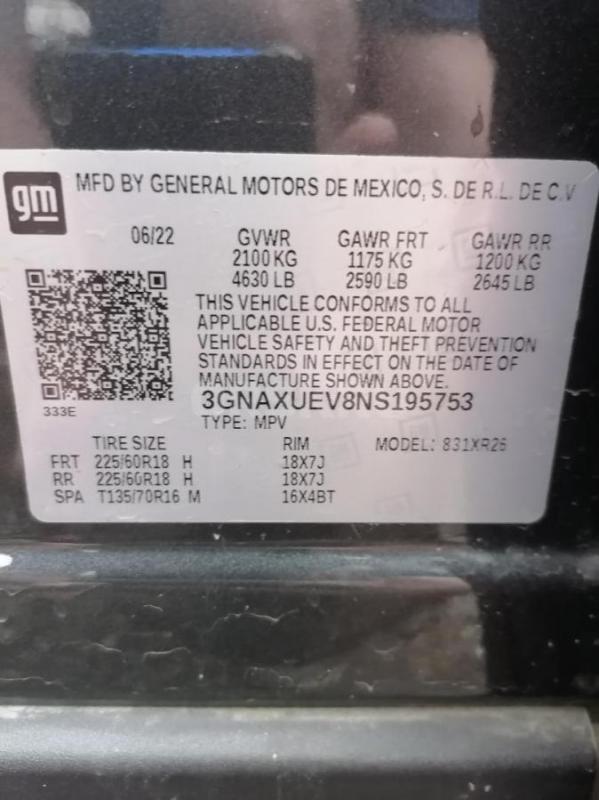 gm
MFD BY GENERAL MOTORS DE MEXICO, S. DE R.L. DE C.V
06/22 GVWR GAWR FRT GAWR RR
2100 KG 1175 KG 1200 KG
4630 LB 2590 LB 2645 LB
THIS VEHICLE CONFORMS TO ALL
APPLICABLE U.S. FEDERAL MOTOR
VEHICLE SAFETY AND THEFT PREVENTION
STANDARDS IN EFFECT ON THE DATE OF
MANUFACTURE SHOWN ABOVE.
333E
3GNAXUEV8NS195753
TYPE: MPV
TIRE SIZE RIM MODEL: 831XR26
FRT 225/60R18 H 18X7J
RR 225/60R18 H 18X7J
SPA T135/70R16 M 16X4BT